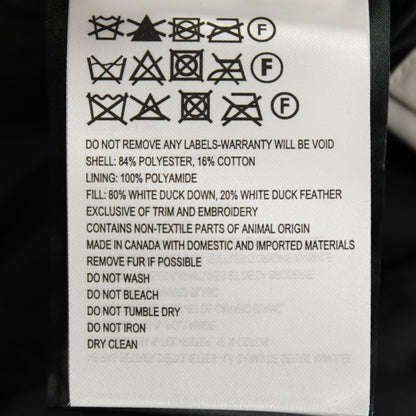 F
F
F
DO NOT REMOVE ANY LABELS-WARRANTY WILL BE VOID
SHELL: 84% POLYESTER, 16% COTTON
LINING: 100% POLYAMIDE
FILL: 80% WHITE DUCK DOWN, 20% WHITE DUCK FEATHER
EXCLUSIVE OF TRIM AND EMBROIDERY
CONTAINS NON-TEXTILE PARTS OF ANIMAL ORIGIN
MADE IN CANADA WITH DOMESTIC AND IMPORTED MATERIALS
REMOVE FUR IF POSSIBLE
DO NOT WASH
DO NOT BLEACH
DO NOT TUMBLE DRY
DO NOT IRON
DRY CLEAN